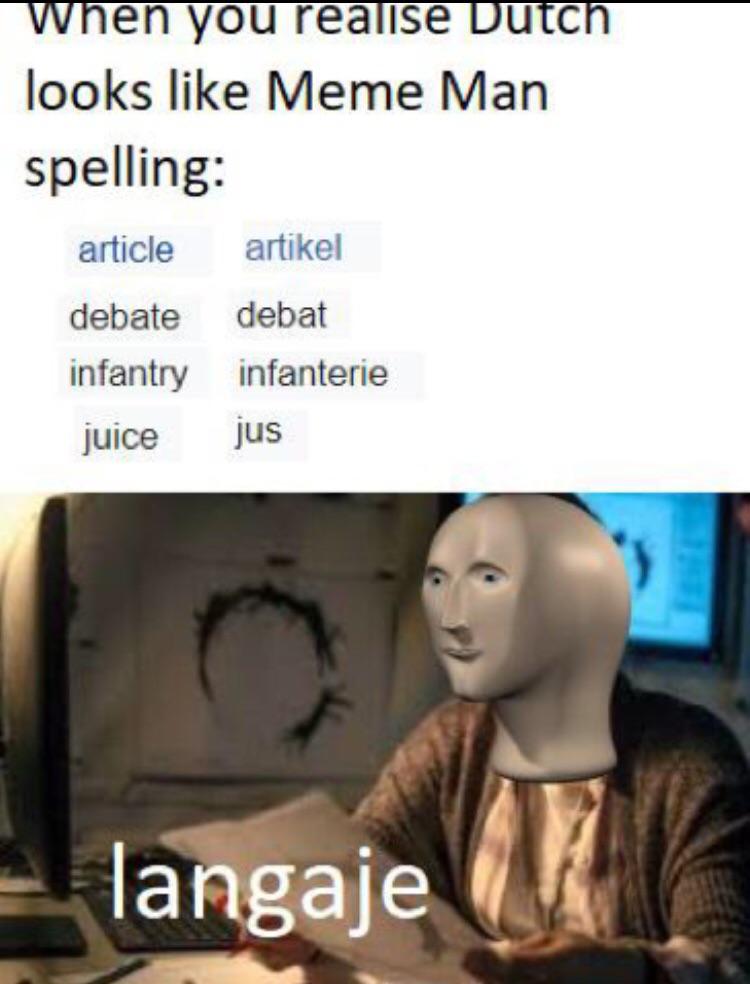 When you realise Dutch
looks like Meme Man
spelling:
article artikel
debate debat
infantry infanterie
juice jus
langaje